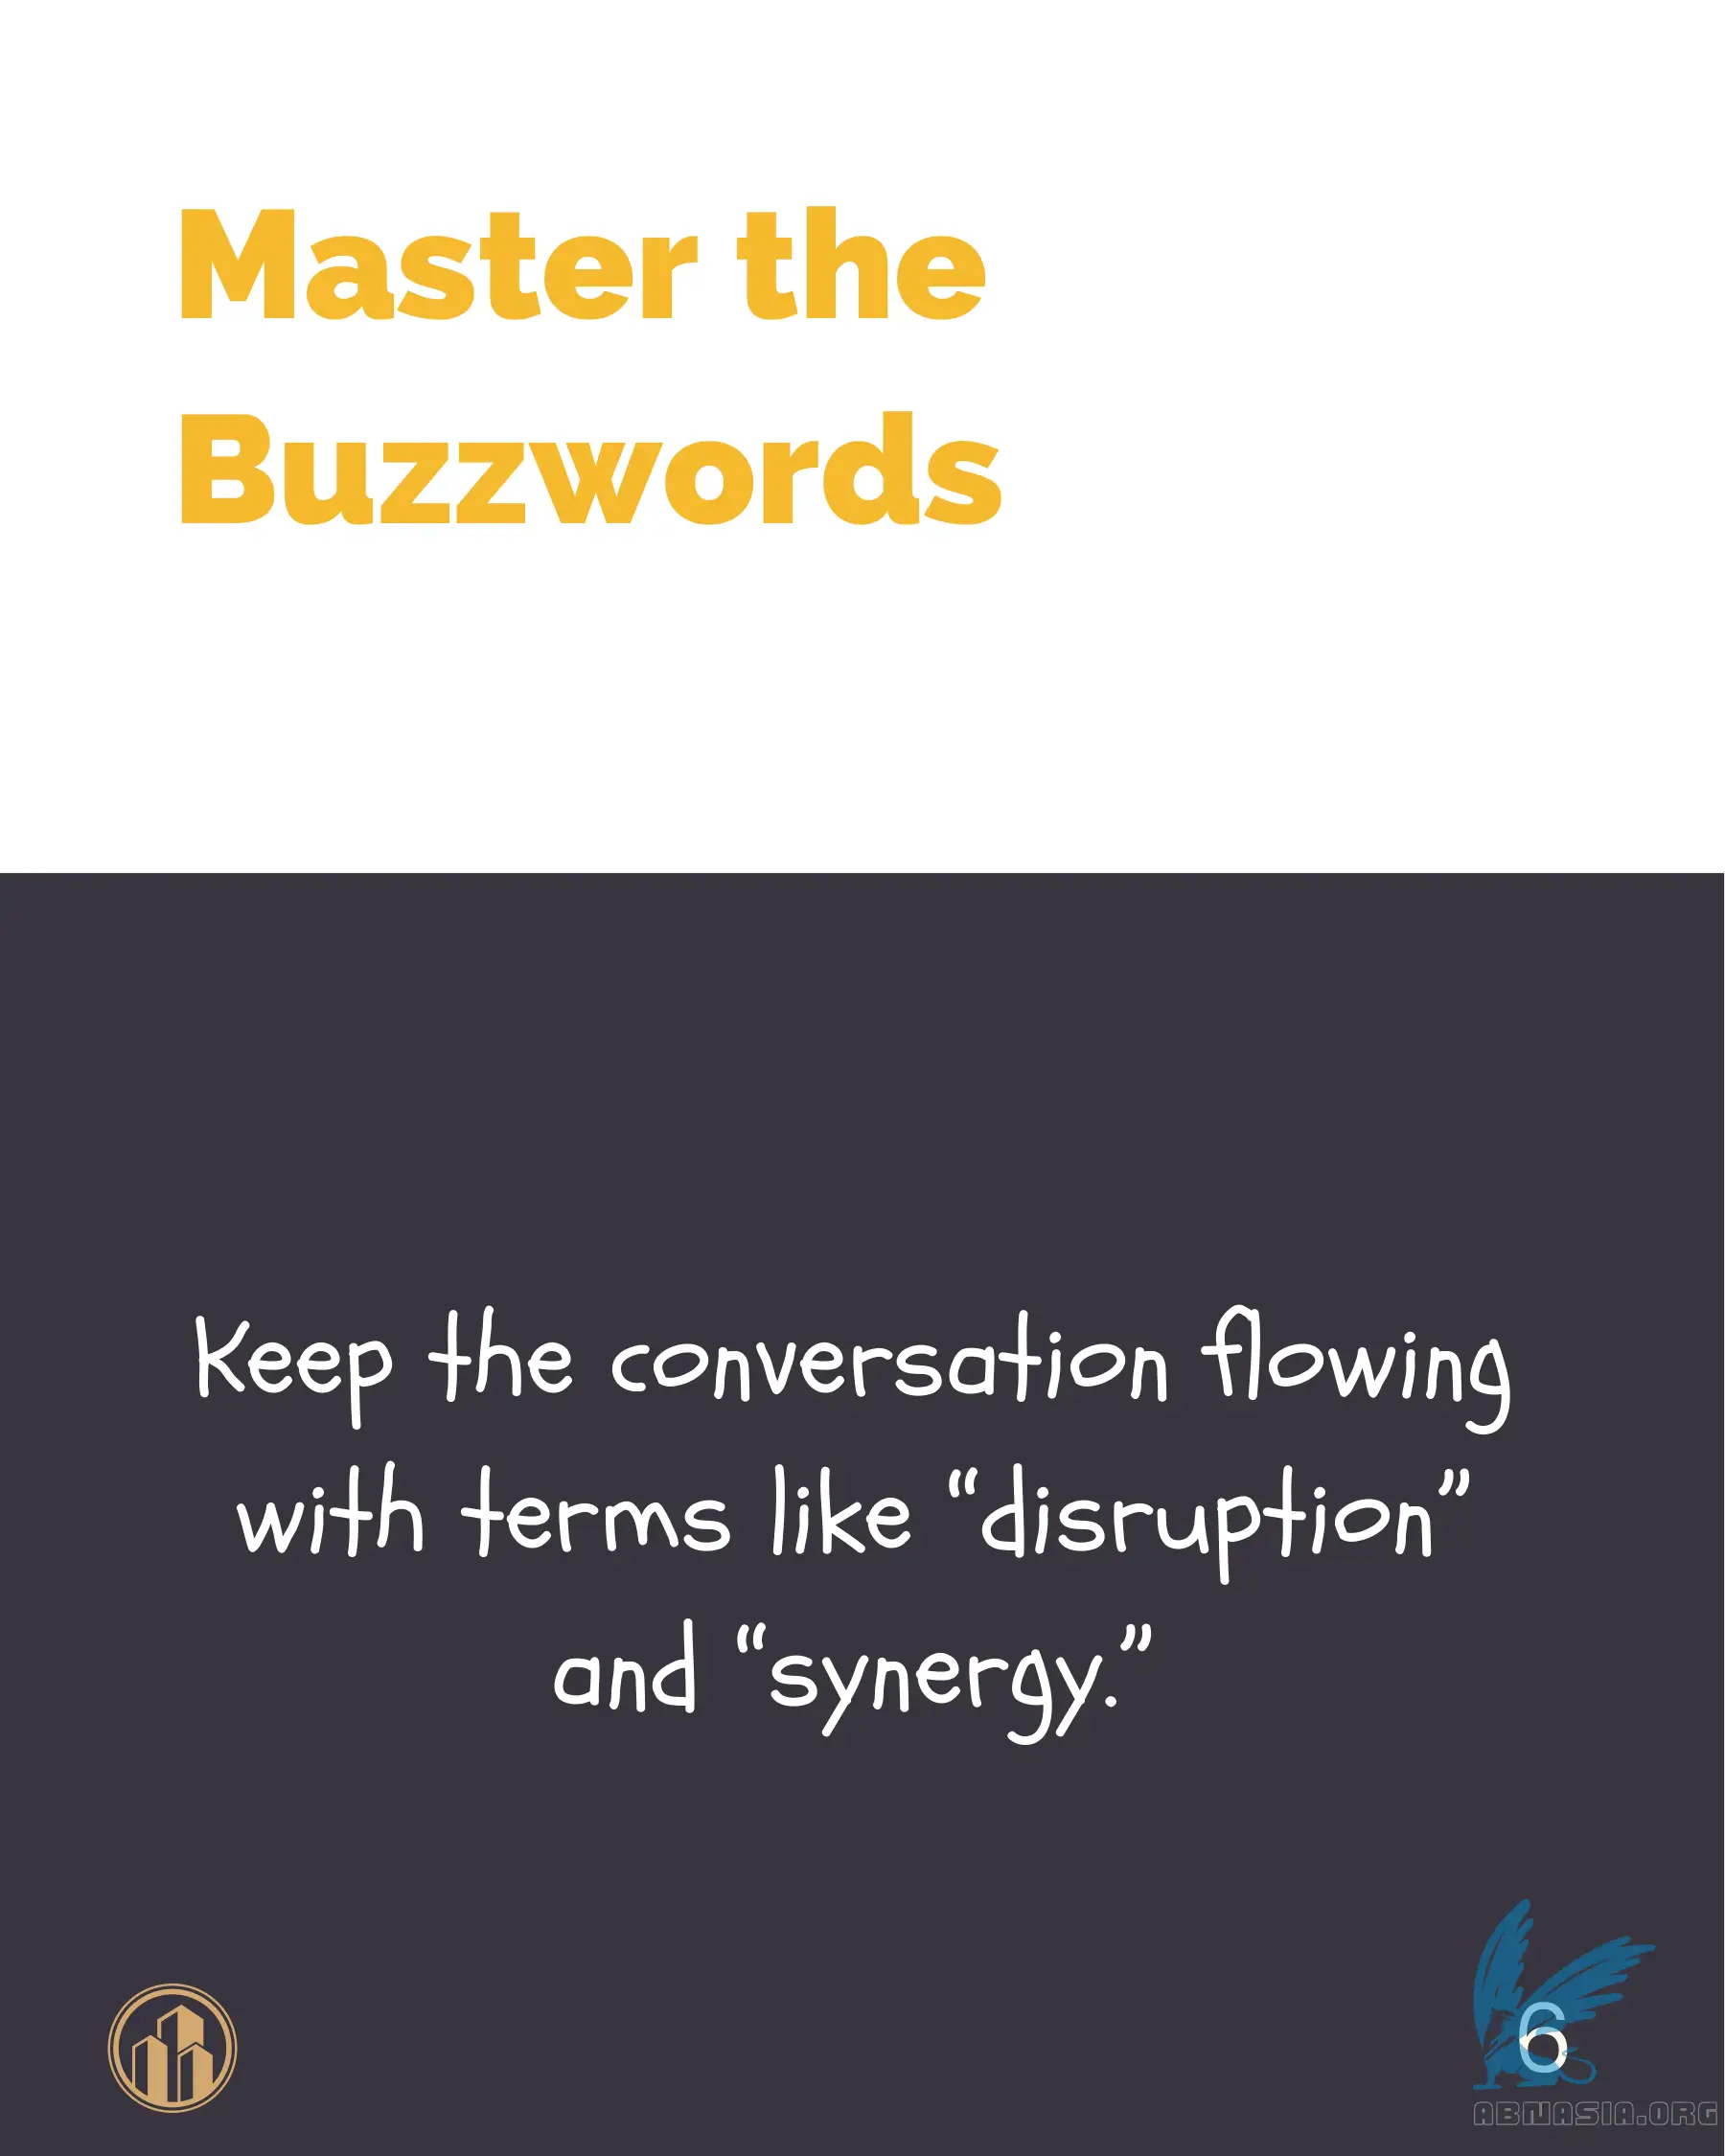 Master the
Buzzwords
Keep the conversation flowing
with terms like “disruption”
and “synergy.”
6
ABNASIA.ORG